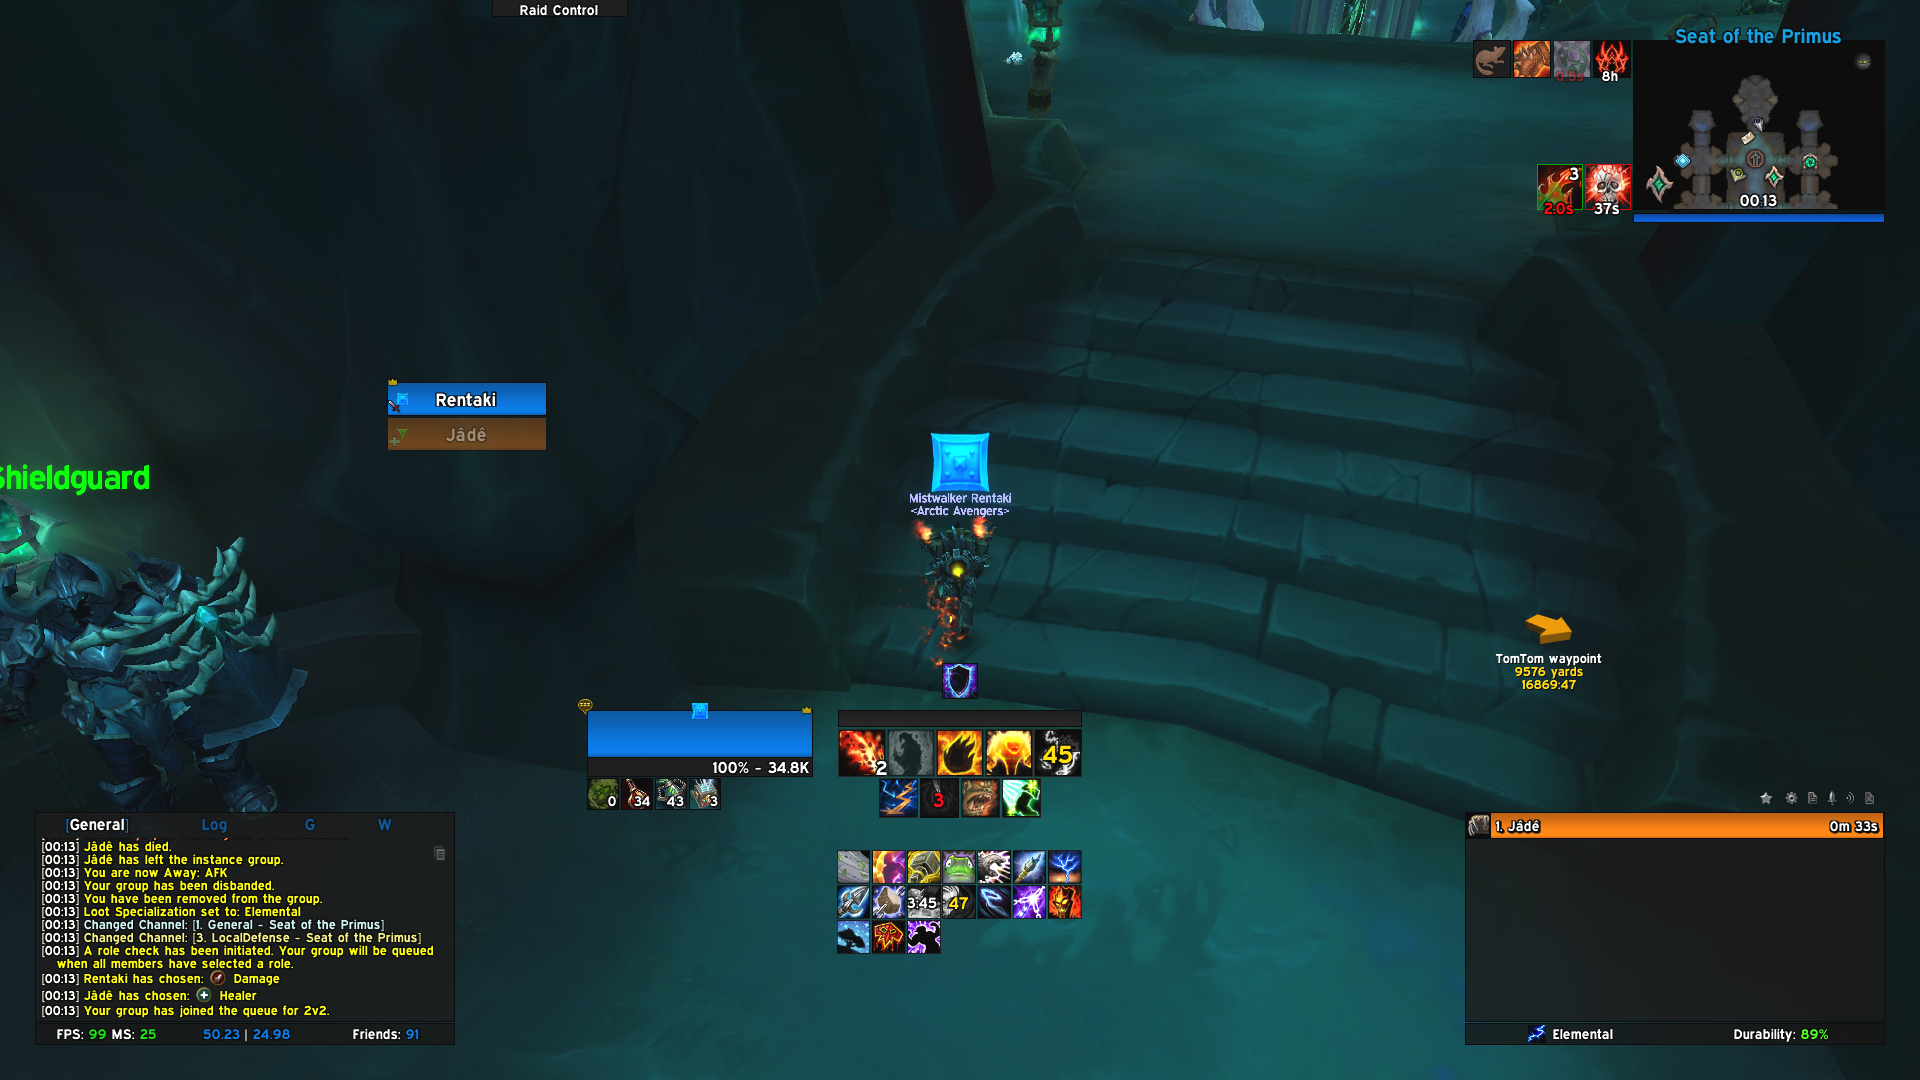 Raid Control
Seat of the Primus
0.5s
8h
3
2.0s
37s
00:13
Rentaki
Jâdê
Shieldguard
Mistwalker Rentaki
<Arctic Avengers>
TomTom waypoint
9576 yards
16869:47
100% - 34.8K
0
34
43
3
2
45
3
3:45
47
[General]
Log
G
W
[00:13] Jâdê has died.
[00:13] Jâdê has left the instance group.
[00:13] You are now Away: AFK
[00:13] Your group has been disbanded.
[00:13] You have been removed from the group.
[00:13] Loot Specialization set to: Elemental
[00:13] Changed Channel: [1. General - Seat of the Primus]
[00:13] Changed Channel: [3. LocalDefense - Seat of the Primus]
[00:13] A role check has been initiated. Your group will be queued
when all members have selected a role.
[00:13] Rentaki has chosen: Damage
[00:13] Jâdê has chosen: Healer
[00:13] Your group has joined the queue for 2v2.
FPS: 99 MS: 25
50.23 | 24.98
Friends: 91
1. Jâdê
0m 33s
Elemental
Durability: 89%